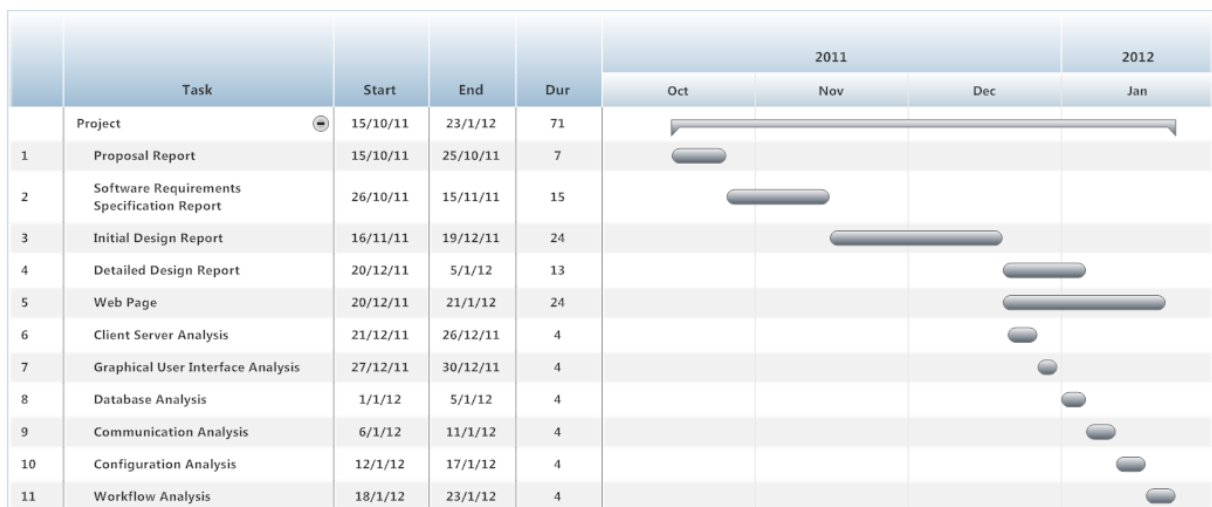 2011 2012
Task Start End Dur Oct Nov Dec Jan
Project 15/10/11 23/1/12 71
1 Proposal Report 15/10/11 25/10/11 7
2 Software Requirements
Specification Report 26/10/11 15/11/11 15
3 Initial Design Report 16/11/11 19/12/11 24
4 Detailed Design Report 20/12/11 5/1/12 13
5 Web Page 20/12/11 21/1/12 24
6 Client Server Analysis 21/12/11 26/12/11 4
7 Graphical User Interface Analysis 27/12/11 30/12/11 4
8 Database Analysis 1/1/12 5/1/12 4
9 Communication Analysis 6/1/12 11/1/12 4
10 Configuration Analysis 12/1/12 17/1/12 4
11 Workflow Analysis 18/1/12 23/1/12 4